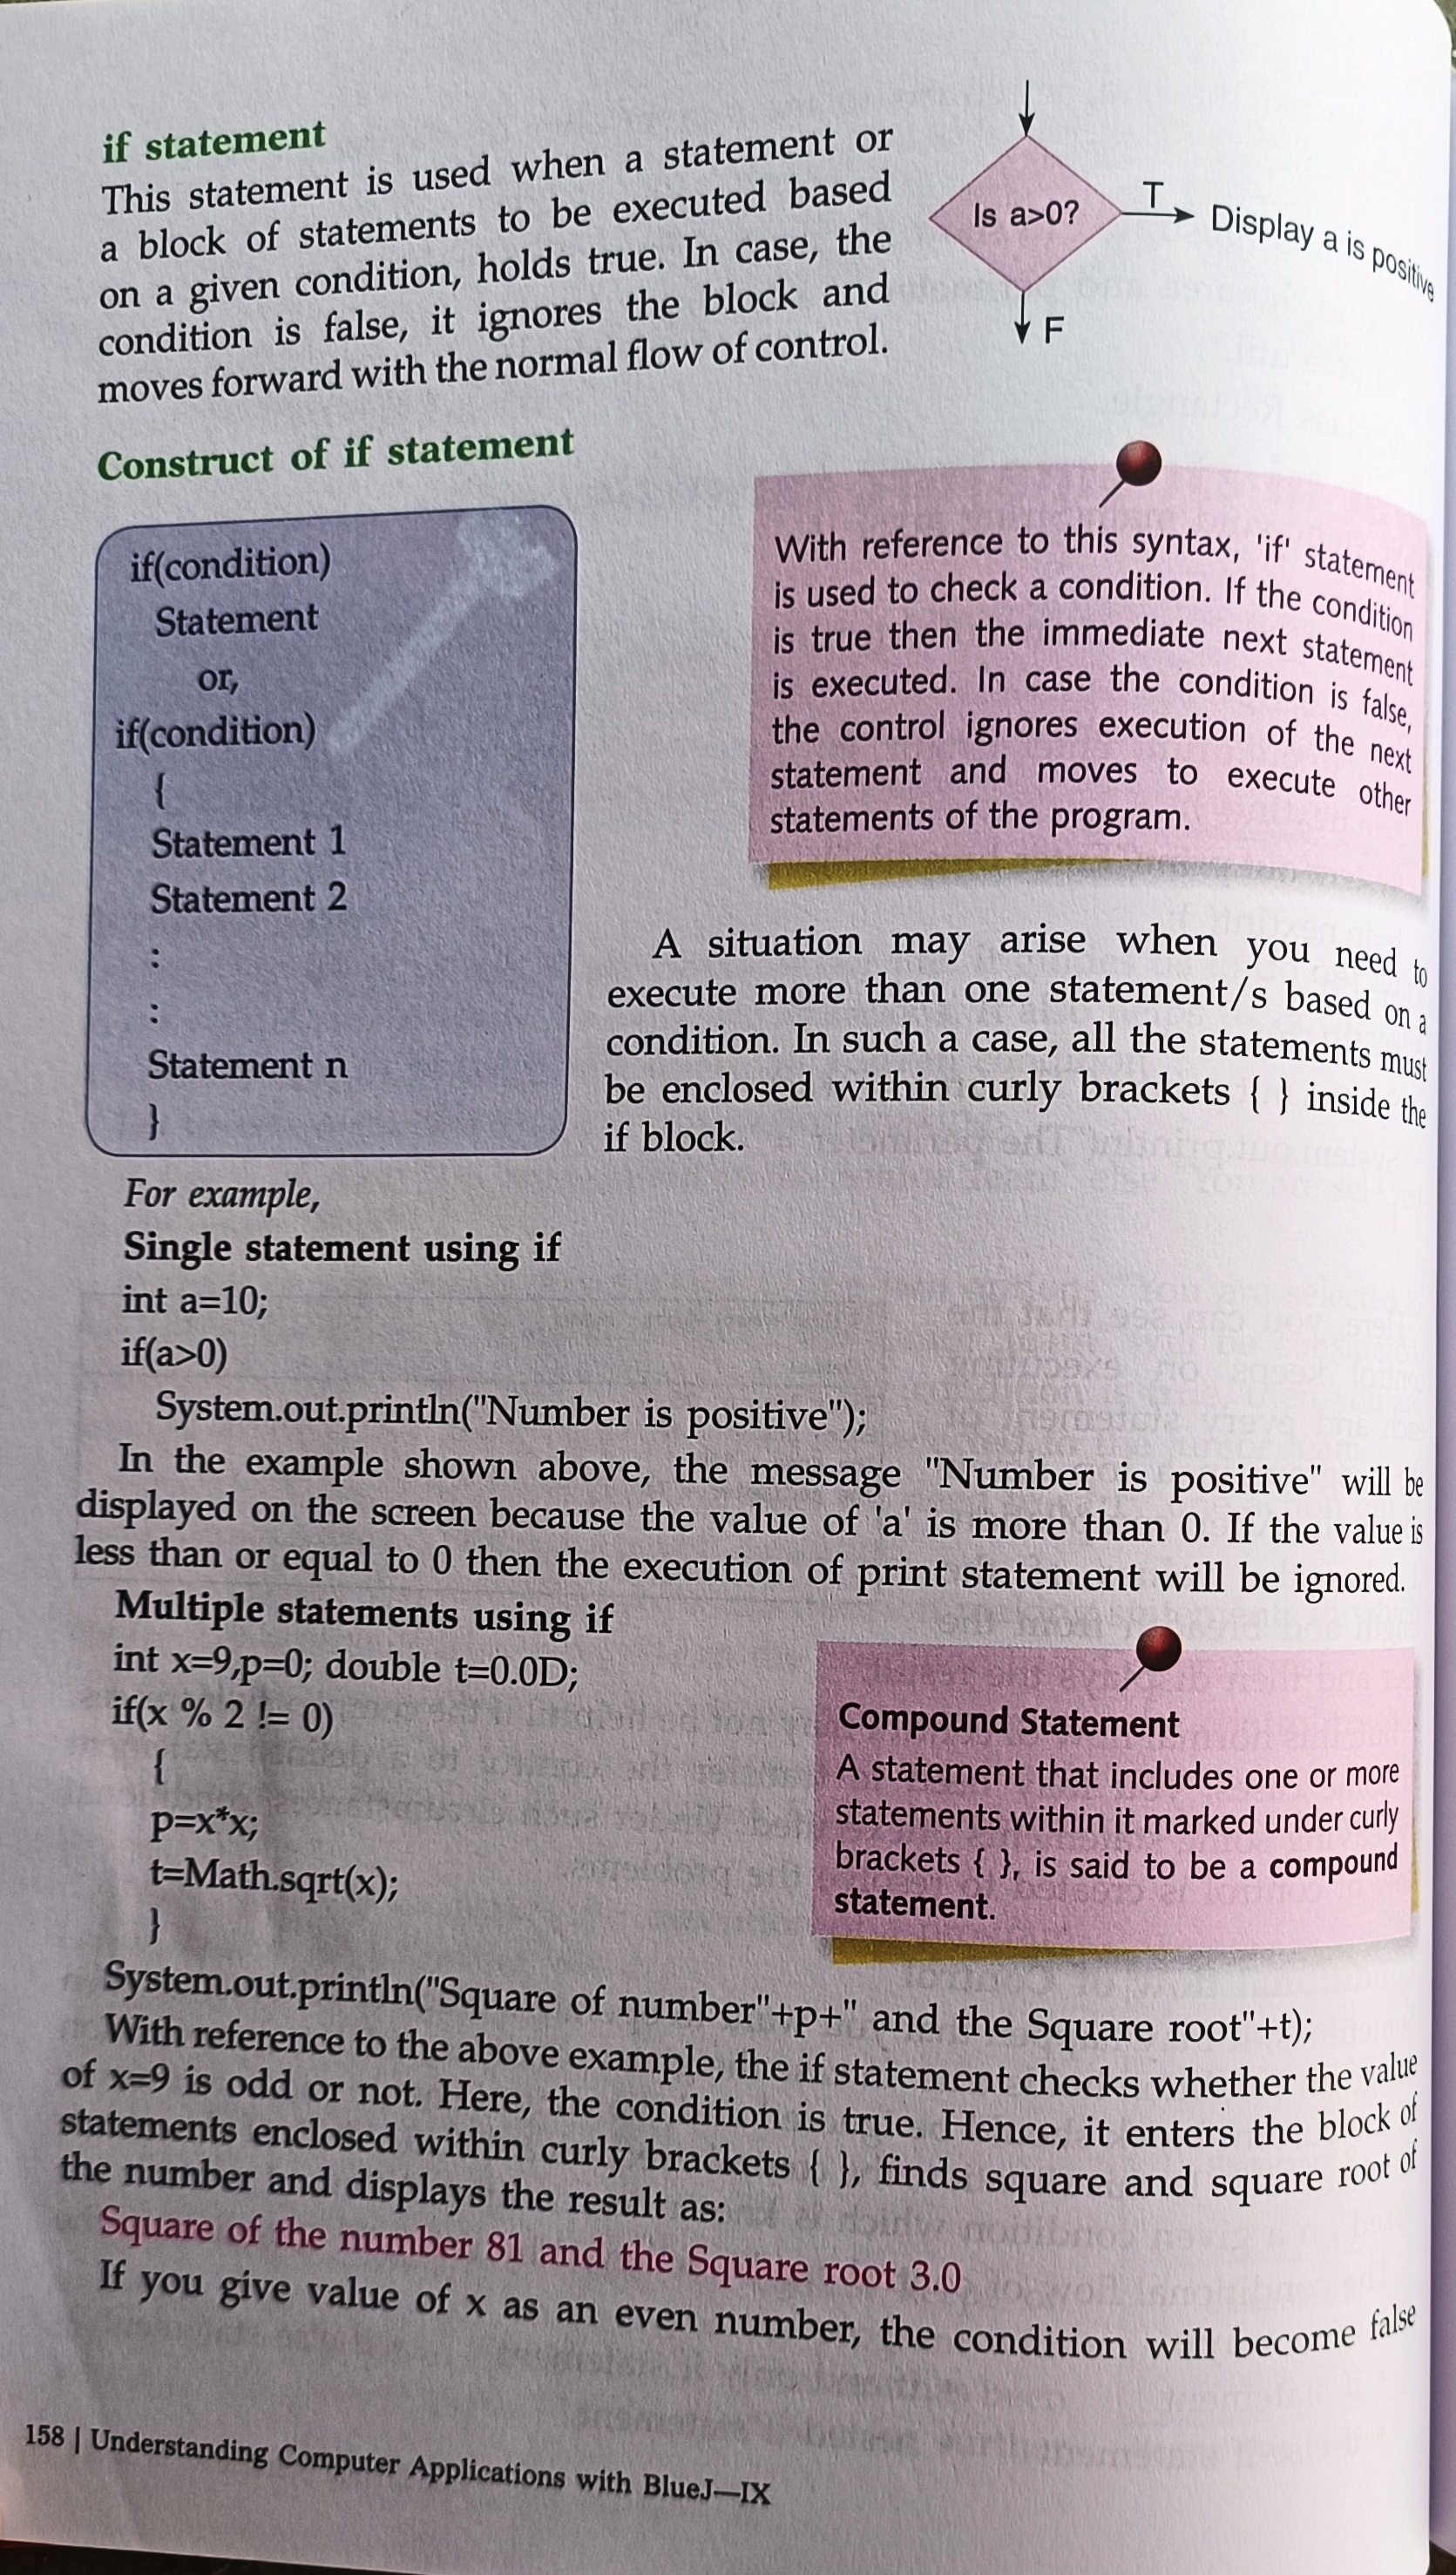 if statement
This statement is used when a statement or
a block of statements to be executed based
on a given condition, holds true. In case, the
condition is false, it ignores the block and
moves forward with the normal flow of control.
Is a>0?
T
Display a is positive
F
Construct of if statement
if(condition)
Statement
or,
if(condition)
{
Statement 1
Statement 2
:
:
Statement n
}
With reference to this syntax, 'if' statement
is used to check a condition. If the condition
is true then the immediate next statement
is executed. In case the condition is false,
the control ignores execution of the next
statement and moves to execute other
statements of the program.
A situation may arise when you need to
execute more than one statement/s based on a
condition. In such a case, all the statements must
be enclosed within curly brackets { } inside the
if block.
For example,
Single statement using if
int a=10;
if(a>0)
System.out.println("Number is positive");
In the example shown above, the message "Number is positive" will be
displayed on the screen because the value of 'a' is more than 0. If the value is
less than or equal to 0 then the execution of print statement will be ignored.
Multiple statements using if
int x=9,p=0; double t=0.0D;
if(x % 2 != 0)
{
p=x*x;
t=Math.sqrt(x);
}
Compound Statement
A statement that includes one or more
statements within it marked under curly
brackets { }, is said to be a compound
statement.
System.out.println("Square of number"+p+" and the Square root"+t);
With reference to the above example, the if statement checks whether the value
of x=9 is odd or not. Here, the condition is true. Hence, it enters the block of
statements enclosed within curly brackets { }, finds square and square root of
the number and displays the result as:
Square of the number 81 and the Square root 3.0
If you give value of x as an even number, the condition will become false
158 | Understanding Computer Applications with BlueJ—IX